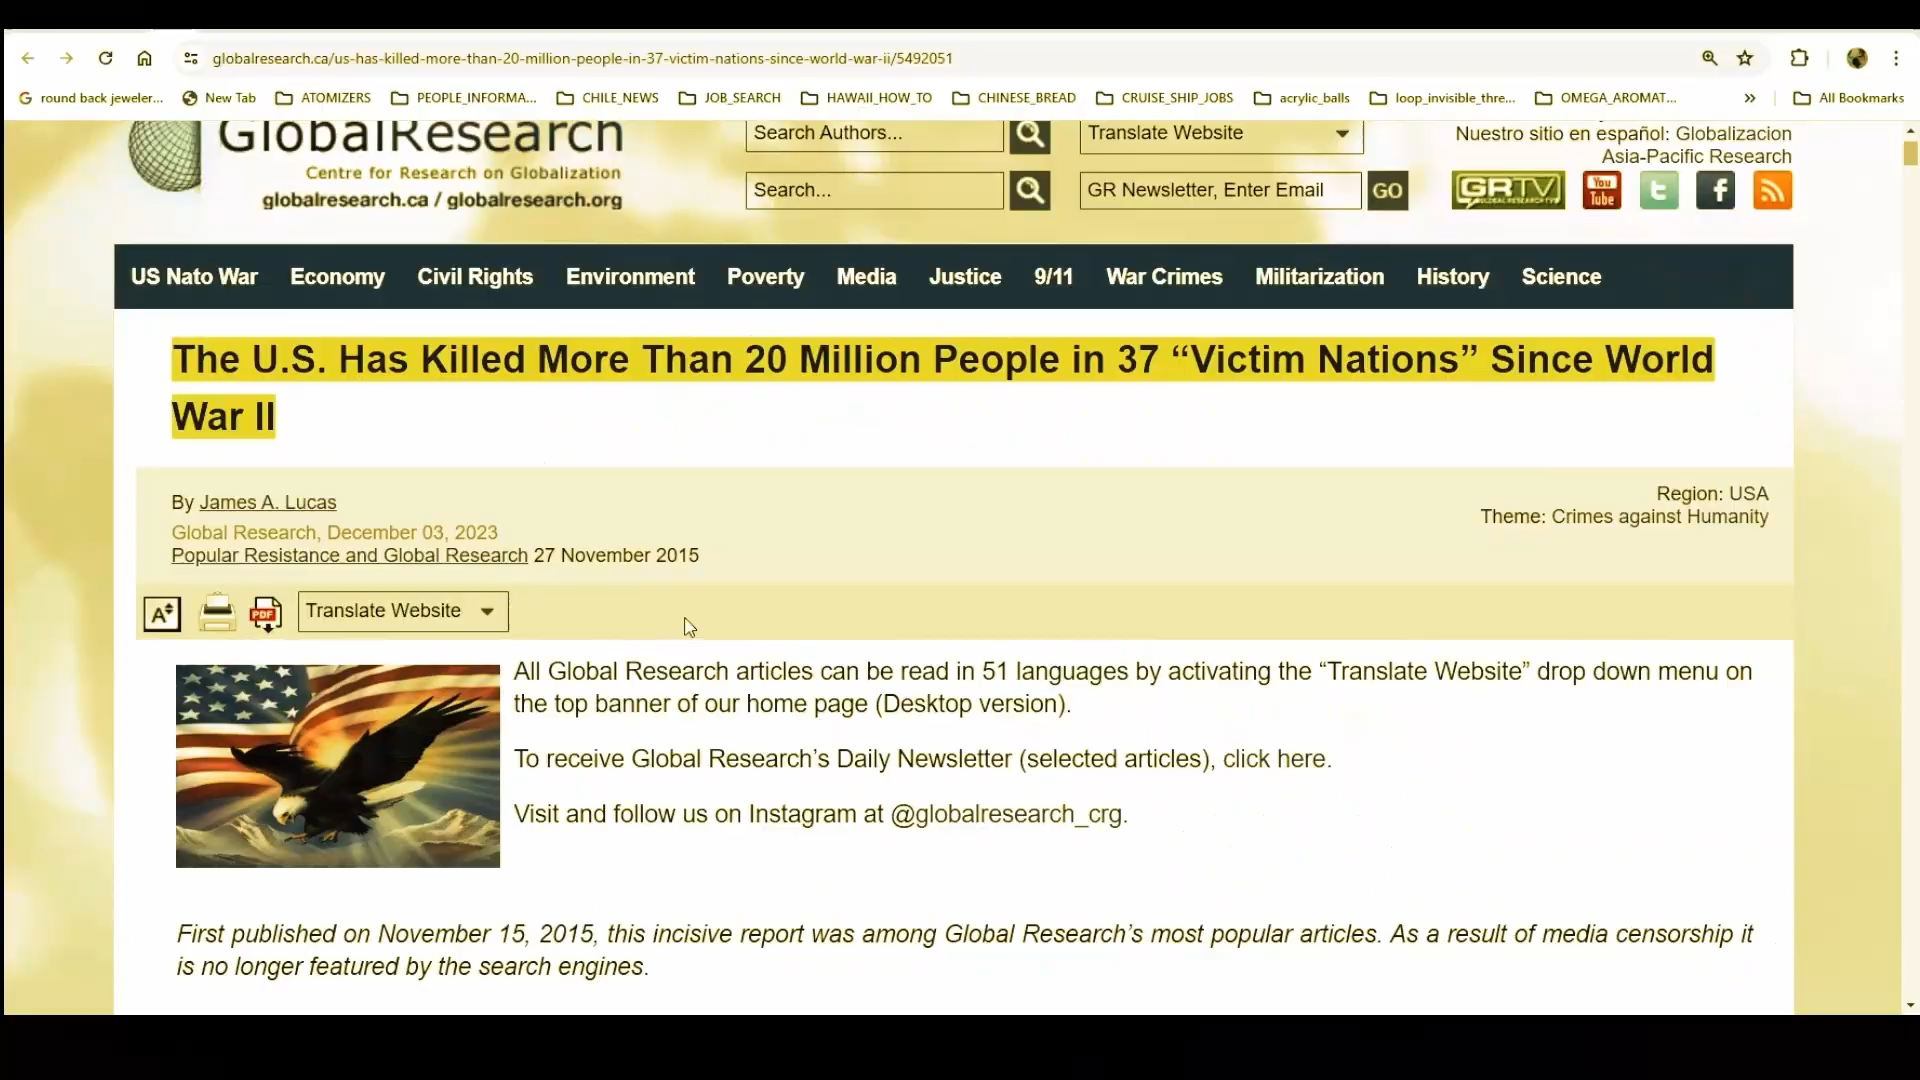 globalresearch.ca/us-has-killed-more-than-20-million-people-in-37-victim-nations-since-world-war-ii/5492051
round back jeweler... New Tab ATOMIZERS PEOPLE_INFORMA... CHILE_NEWS JOB_SEARCH HAWAII_HOW_TO CHINESE_BREAD CRUISE_SHIP_JOBS acrylic_balls loop_invisible_thre... OMEGA_AROMAT... » All Bookmarks
GlobalResearch
Centre for Research on Globalization
globalresearch.ca / globalresearch.org
Search Authors... Translate Website
Search... GR Newsletter, Enter Email GO
Nuestro sitio en español: Globalizacion
Asia-Pacific Research
GRTV You Tube
US Nato War Economy Civil Rights Environment Poverty Media Justice 9/11 War Crimes Militarization History Science
The U.S. Has Killed More Than 20 Million People in 37 “Victim Nations” Since World
War II
By James A. Lucas
Global Research, December 03, 2023
Popular Resistance and Global Research 27 November 2015
Region: USA
Theme: Crimes against Humanity
PDF Translate Website
All Global Research articles can be read in 51 languages by activating the “Translate Website” drop down menu on
the top banner of our home page (Desktop version).
To receive Global Research’s Daily Newsletter (selected articles), click here.
Visit and follow us on Instagram at @globalresearch_crg.
First published on November 15, 2015, this incisive report was among Global Research’s most popular articles. As a result of media censorship it
is no longer featured by the search engines.